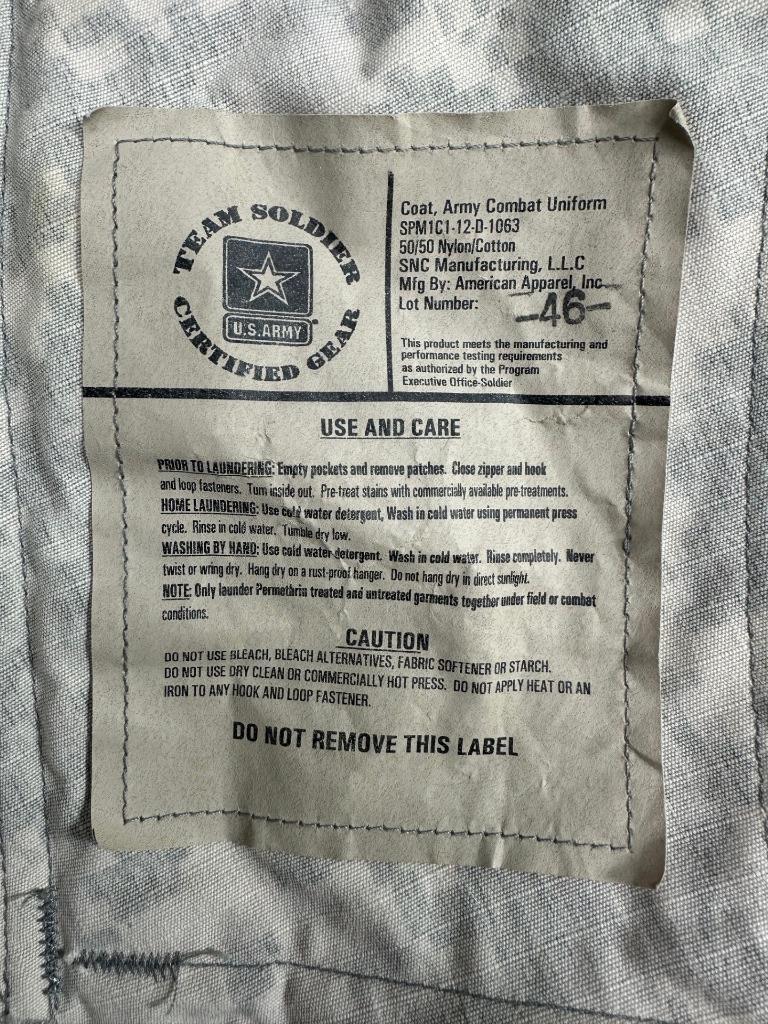 TEAM SOLDIER
U.S.ARMY
CERTIFIED GEAR
Coat, Army Combat Uniform
SPM1C1-12-D-1063
50/50 Nylon/Cotton
SNC Manufacturing, L.L.C
Mfg By: American Apparel, Inc
Lot Number: -46-
This product meets the manufacturing and
performance testing requirements
as authorized by the Program
Executive Office-Soldier
USE AND CARE
PRIOR TO LAUNDERING: Empty pockets and remove patches. Close zipper and hook
and loop fasteners. Turn inside out. Pre-treat stains with commercially available pre-treatments.
HOME LAUNDERING: Use cold water detergent, Wash in cold water using permanent press
cycle. Rinse in cold water. Tumble dry low.
WASHING BY HAND: Use cold water detergent. Wash in cold water. Rinse completely. Never
twist or wring dry. Hang dry on a rust-proof hanger. Do not hang dry in direct sunlight.
NOTE: Only launder Permethrin treated and untreated garments together under field or combat
conditions.
CAUTION
DO NOT USE BLEACH, BLEACH ALTERNATIVES, FABRIC SOFTENER OR STARCH.
DO NOT USE DRY CLEAN OR COMMERCIALLY HOT PRESS. DO NOT APPLY HEAT OR AN
IRON TO ANY HOOK AND LOOP FASTENER.
DO NOT REMOVE THIS LABEL